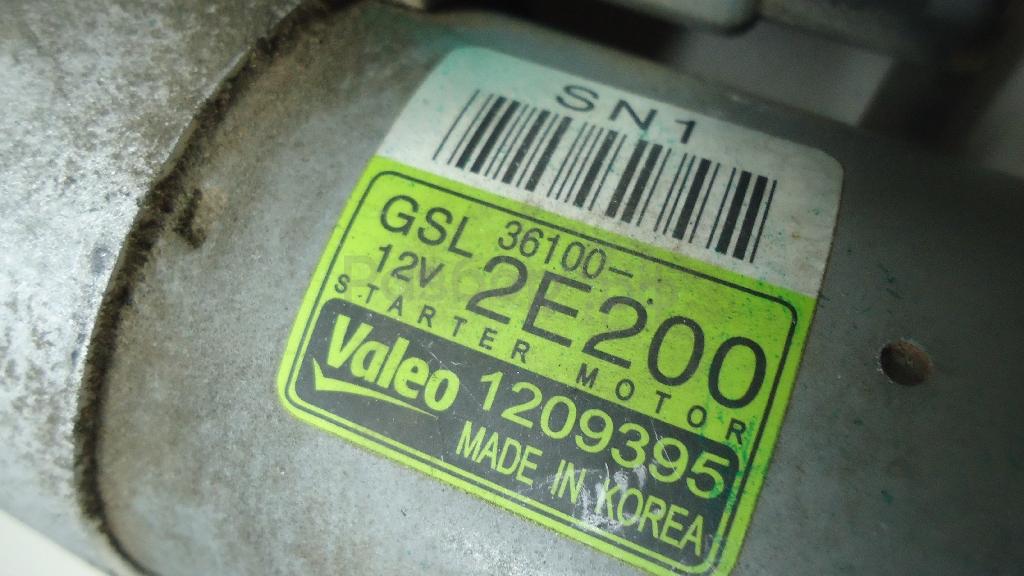 SN1
GSL 36100-
12V 2E200
STARTER MOTOR
Valeo 1209395
MADE IN KOREA